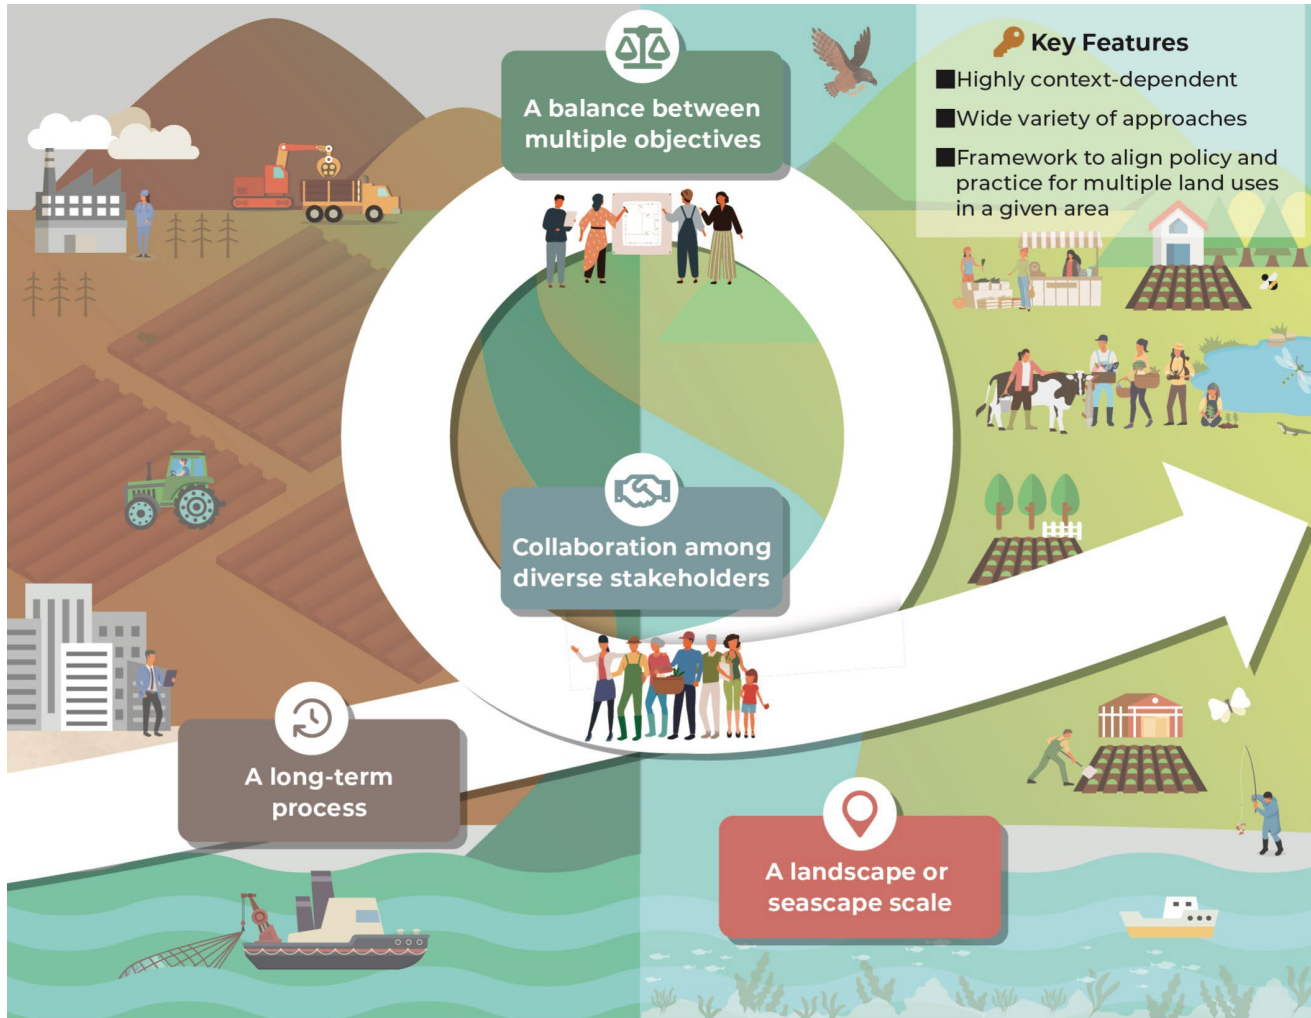 A balance between
multiple objectives
Key Features
Highly context-dependent
Wide variety of approaches
Framework to align policy and
practice for multiple land uses
in a given area
Collaboration among
diverse stakeholders
A long-term
process
A landscape or
seascape scale